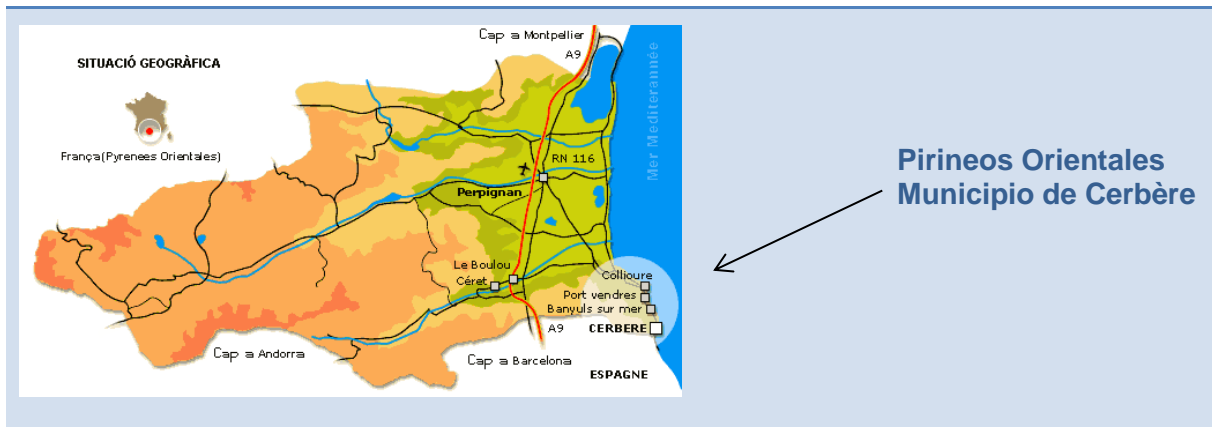 Cap a Montpellier
A9
SITUACIÓ GEOGRÀFICA
França(Pyrenees Orientales)
Mer Mediterannée
RN 116
Perpignan
Le Boulou
Céret
Collioure
Port vendres
Banyuls sur mer
A9
CERBERE
Cap a Andorra
Cap a Barcelona
ESPAGNE
Pirineos Orientales
Municipio de Cerbère